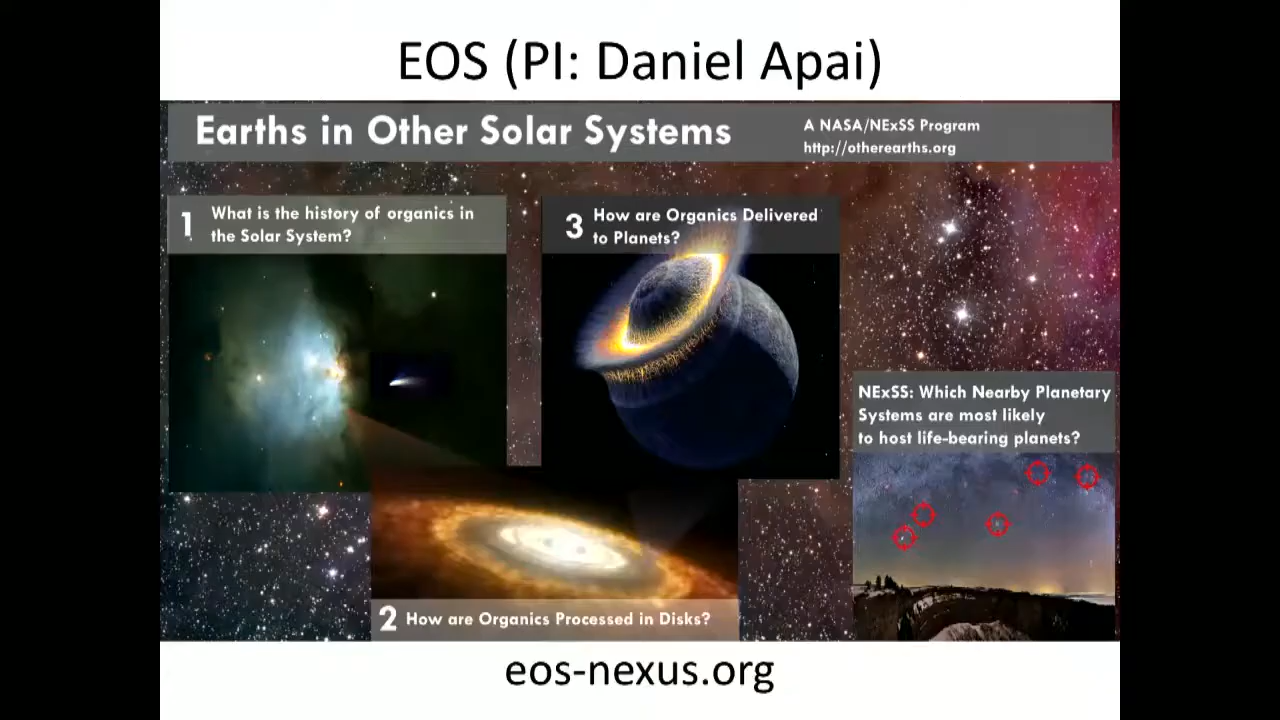 EOS (PI: Daniel Apai)
Earths in Other Solar Systems
A NASA/NExSS Program
http://otherearths.org
1
What is the history of organics in
the Solar System?
3
How are Organics Delivered
to Planets?
NExSS: Which Nearby Planetary
Systems are most likely
to host life-bearing planets?
2 How are Organics Processed in Disks?
eos-nexus.org